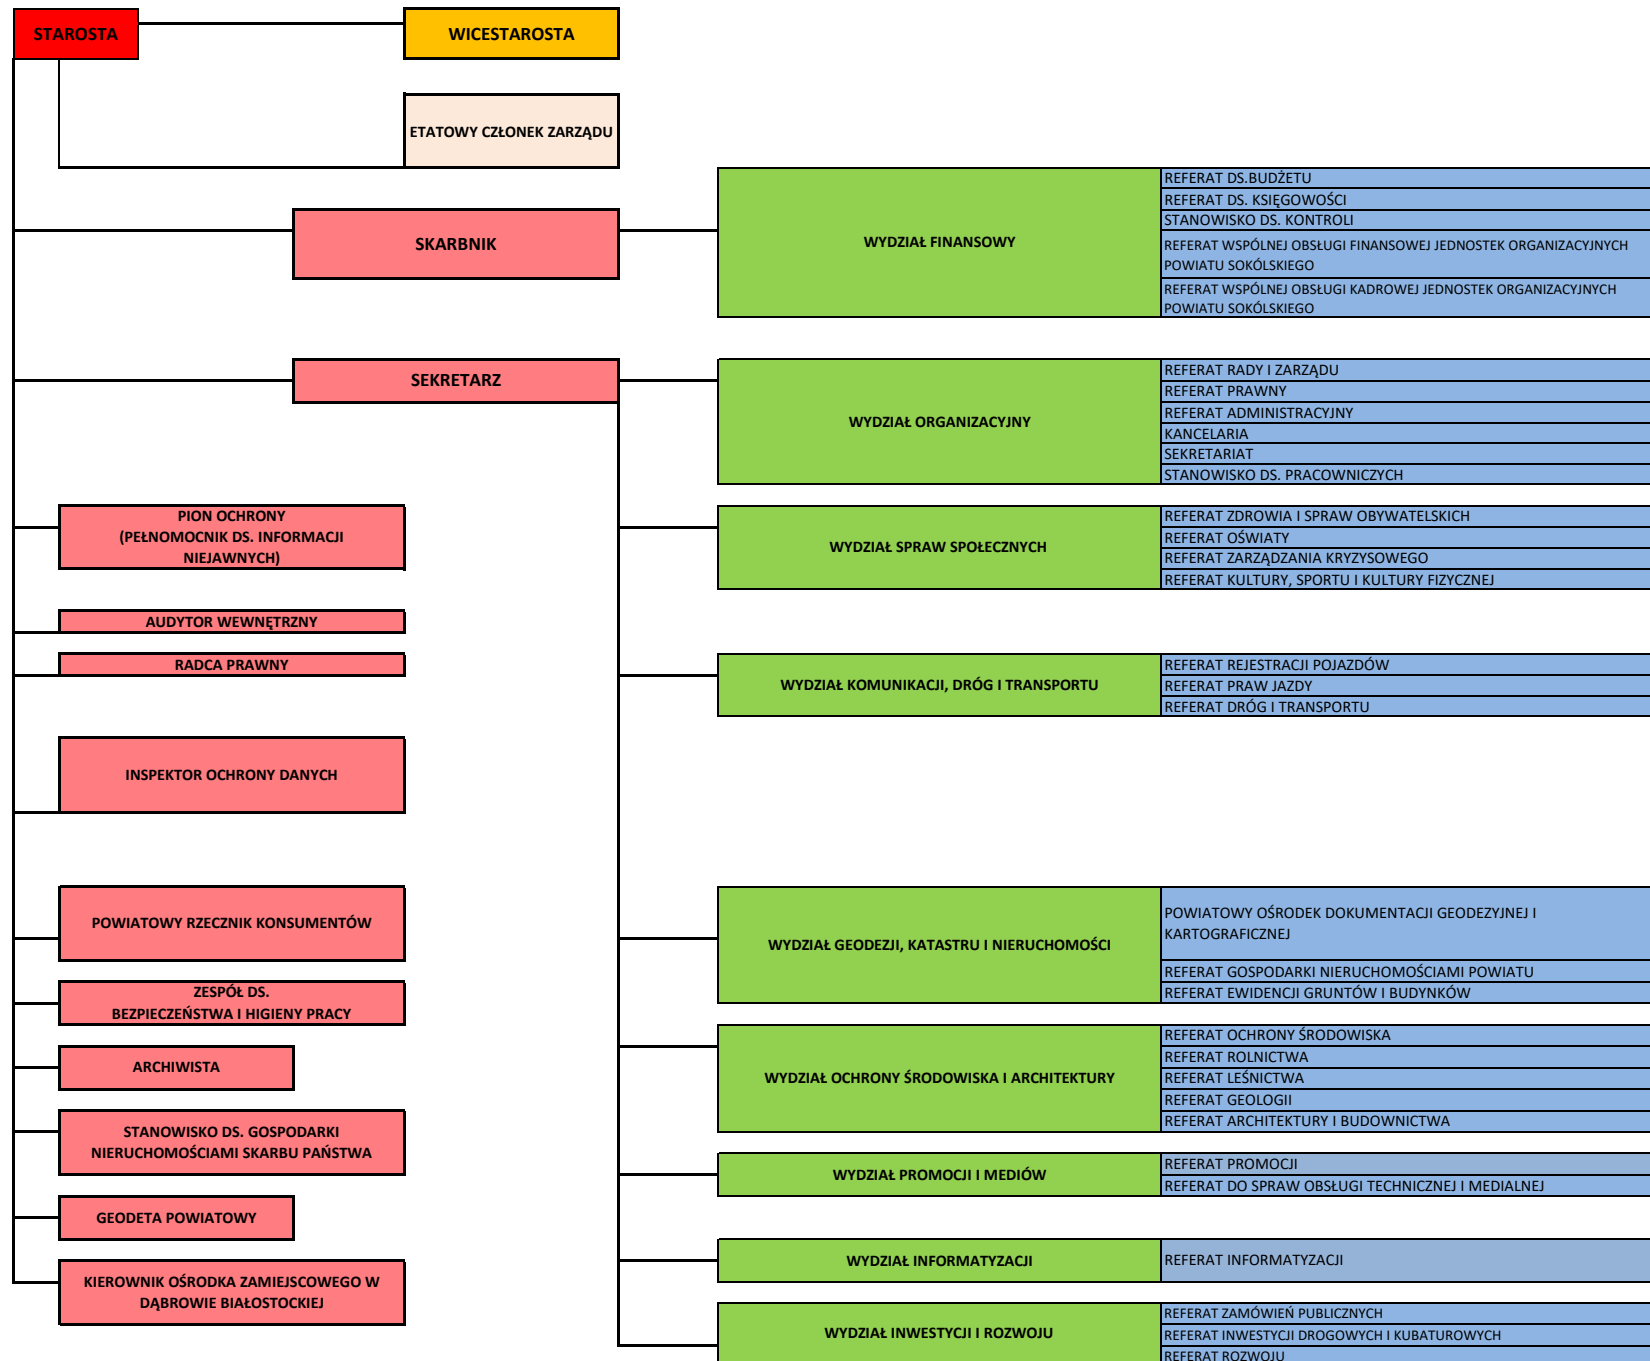 STAROSTA
WICESTAROSTA
ETATOWY CZŁONEK ZARZĄDU
SKARBNIK
WYDZIAŁ FINANSOWY
REFERAT DS.BUDŻETU
REFERAT DS. KSIĘGOWOŚCI
STANOWISKO DS. KONTROLI
REFERAT WSPÓLNEJ OBSŁUGI FINANSOWEJ JEDNOSTEK ORGANIZACYJNYCH
POWIATU SOKÓLSKIEGO
REFERAT WSPÓLNEJ OBSŁUGI KADROWEJ JEDNOSTEK ORGANIZACYJNYCH
POWIATU SOKÓLSKIEGO
SEKRETARZ
WYDZIAŁ ORGANIZACYJNY
REFERAT RADY I ZARZĄDU
REFERAT PRAWNY
REFERAT ADMINISTRACYJNY
KANCELARIA
SEKRETARIAT
STANOWISKO DS. PRACOWNICZYCH
PION OCHRONY
(PEŁNOMOCNIK DS. INFORMACJI
NIEJAWNYCH)
WYDZIAŁ SPRAW SPOŁECZNYCH
REFERAT ZDROWIA I SPRAW OBYWATELSKICH
REFERAT OŚWIATY
REFERAT ZARZĄDZANIA KRYZYSOWEGO
REFERAT KULTURY, SPORTU I KULTURY FIZYCZNEJ
AUDYTOR WEWNĘTRZNY
RADCA PRAWNY
WYDZIAŁ KOMUNIKACJI, DRÓG I TRANSPORTU
REFERAT REJESTRACJI POJAZDÓW
REFERAT PRAW JAZDY
REFERAT DRÓG I TRANSPORTU
INSPEKTOR OCHRONY DANYCH
POWIATOWY RZECZNIK KONSUMENTÓW
WYDZIAŁ GEODEZJI, KATASTRU I NIERUCHOMOŚCI
POWIATOWY OŚRODEK DOKUMENTACJI GEODEZYJNEJ I
KARTOGRAFICZNEJ
REFERAT GOSPODARKI NIERUCHOMOŚCIAMI POWIATU
REFERAT EWIDENCJI GRUNTÓW I BUDYNKÓW
ZESPÓŁ DS.
BEZPIECZEŃSTWA I HIGIENY PRACY
ARCHIWISTA
WYDZIAŁ OCHRONY ŚRODOWISKA I ARCHITEKTURY
REFERAT OCHRONY ŚRODOWISKA
REFERAT ROLNICTWA
REFERAT LEŚNICTWA
REFERAT GEOLOGII
REFERAT ARCHITEKTURY I BUDOWNICTWA
STANOWISKO DS. GOSPODARKI
NIERUCHOMOŚCIAMI SKARBU PAŃSTWA
WYDZIAŁ PROMOCJI I MEDIÓW
REFERAT PROMOCJI
REFERAT DO SPRAW OBSŁUGI TECHNICZNEJ I MEDIALNEJ
GEODETA POWIATOWY
WYDZIAŁ INFORMATYZACJI
REFERAT INFORMATYZACJI
KIEROWNIK OŚRODKA ZAMIEJSCOWEGO W
DĄBROWIE BIAŁOSTOCKIEJ
WYDZIAŁ INWESTYCJI I ROZWOJU
REFERAT ZAMÓWIEŃ PUBLICZNYCH
REFERAT INWESTYCJI DROGOWYCH I KUBATUROWYCH
REFERAT ROZWOJU